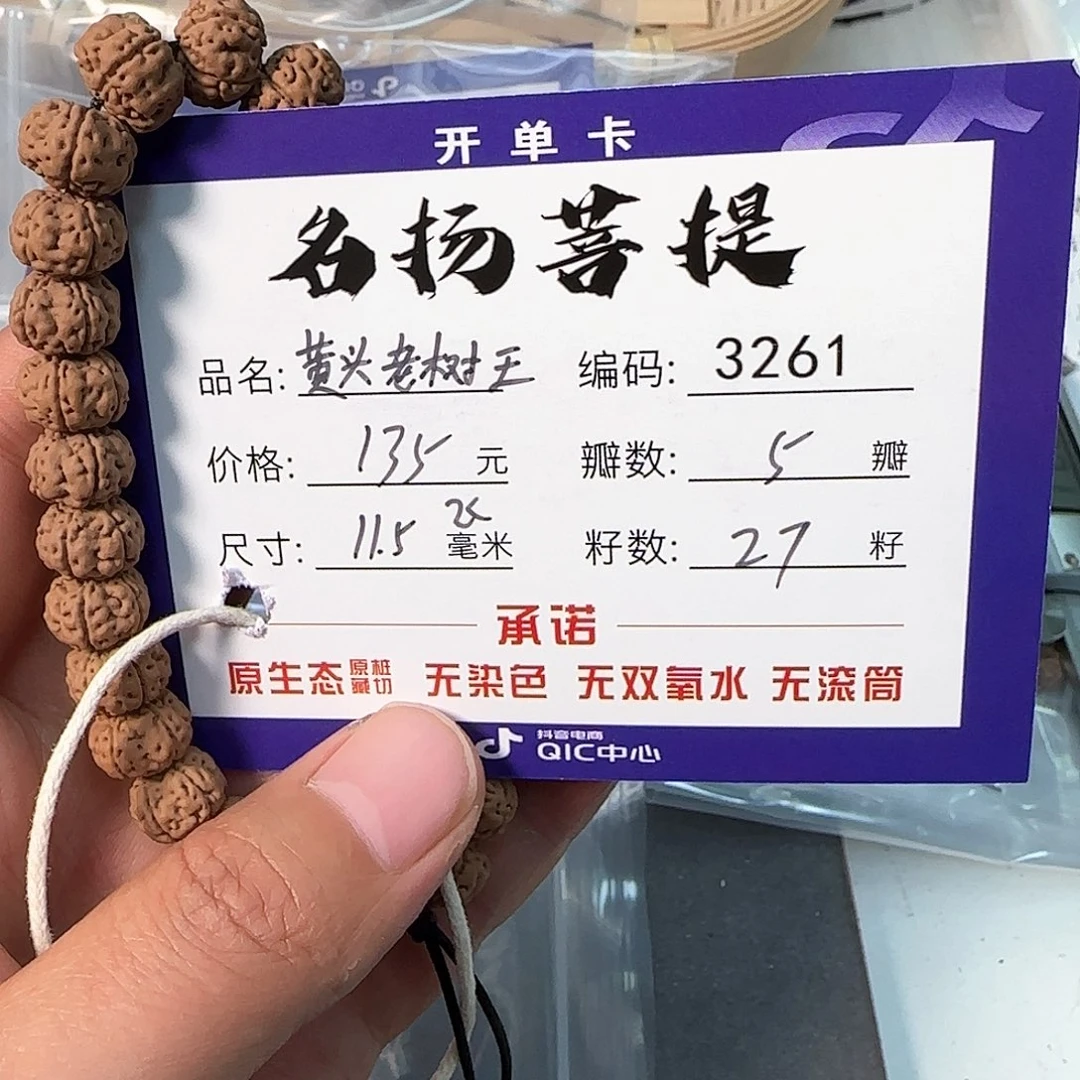 开单卡
名扬菩提
品名: 黄头老树王 编码: 3261
价格: 135 元 瓣数: 5 瓣
尺寸: 11.5 毫米 籽数: 27 籽
承诺
原生态原桩藏切 无染色 无双氧水 无滚筒
抖音电商
QIC中心